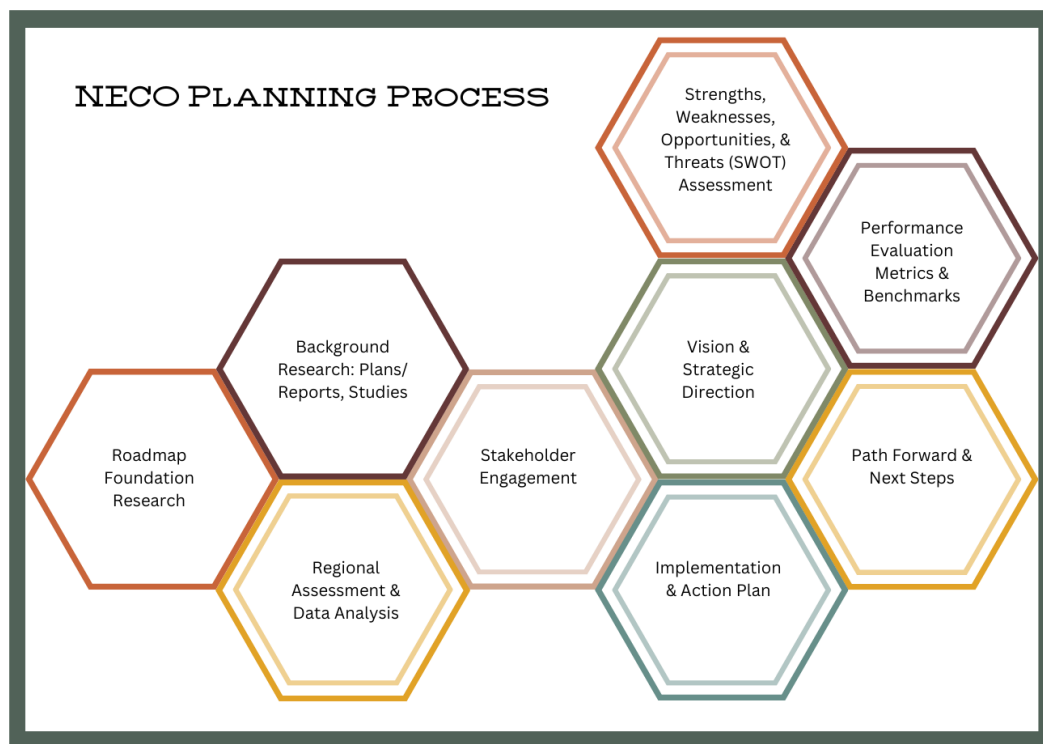 NECO Planning Process
Strengths,
Weaknesses,
Opportunities, &
Threats (SWOT)
Assessment
Performance
Evaluation
Metrics &
Benchmarks
Background
Research: Plans/
Reports, Studies
Vision &
Strategic
Direction
Roadmap
Foundation
Research
Stakeholder
Engagement
Path Forward &
Next Steps
Regional
Assessment &
Data Analysis
Implementation
& Action Plan